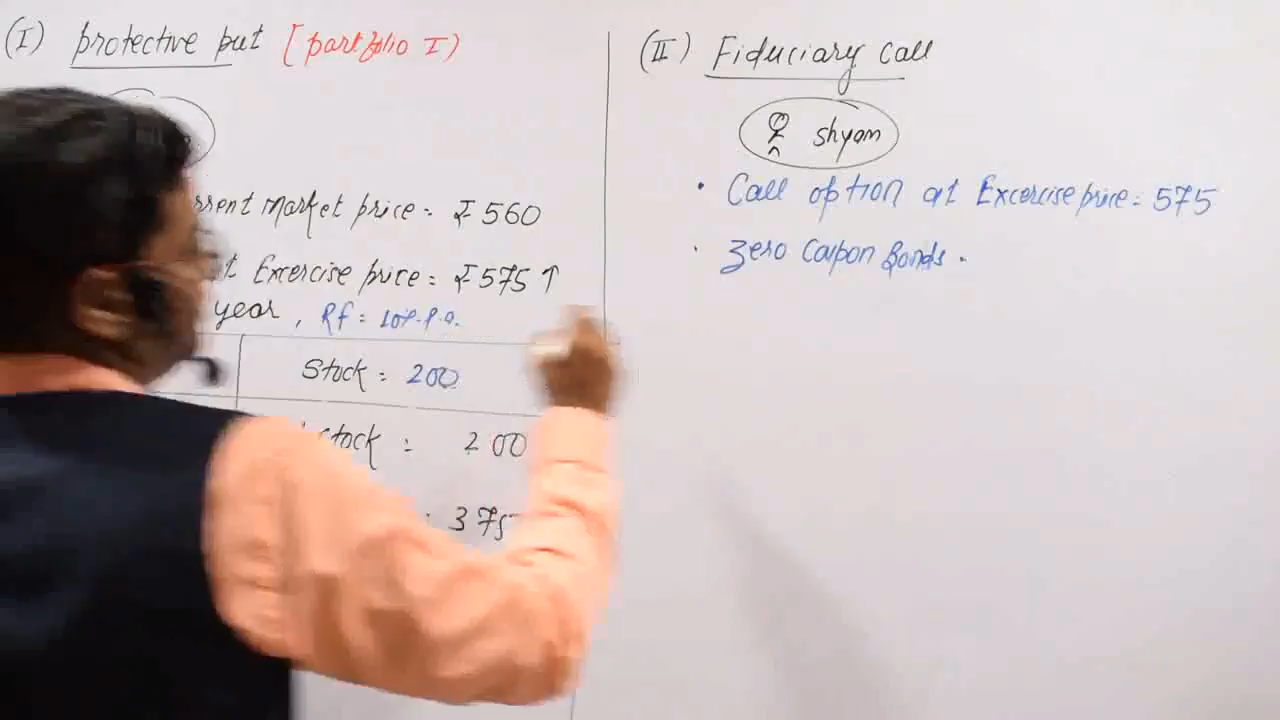 (I) protective put [partfolio I)
rrent market price = ₹ 560
t Excercise price = ₹ 575 ↑
year, Rf = 10%.p.a.
Stock = 200
stock = 200
: 375
(II) Fiduciary call
shyam
• Call option at Excercise price = 575
• Zero Coupon Bonds.